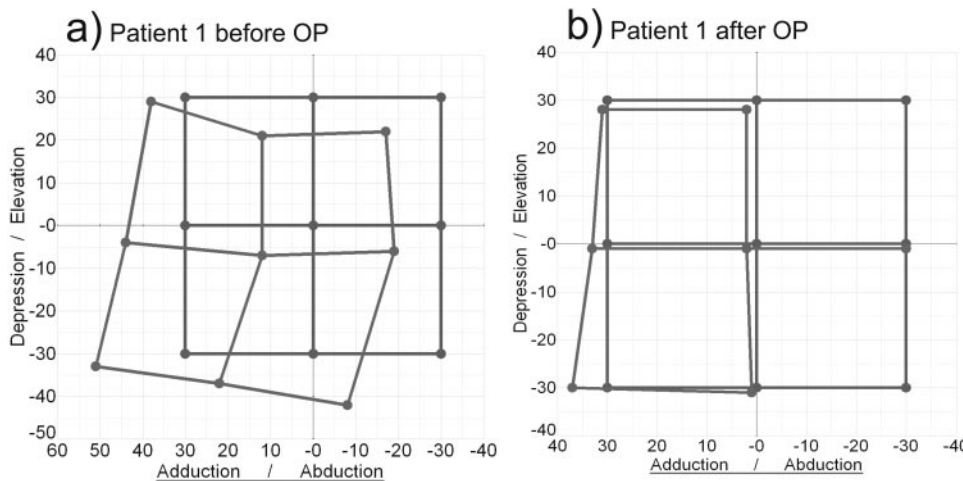 a) Patient 1 before OP
40
30
20
10
-0
-10
-20
-30
-40
-50
60 50 40 30 20 10 -0 -10 -20 -30 -40
Depression / Elevation
Adduction / Abduction
b) Patient 1 after OP
40
30
20
10
-0
-10
-20
-30
-40
40 30 20 10 -0 -10 -20 -30 -40
Depression / Elevation
Adduction / Abduction